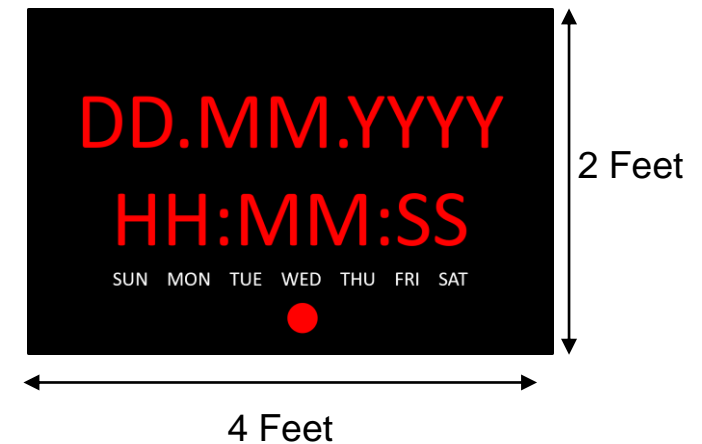 DD.MM.YYYY
2 Feet
HH:MM:SS
SUN MON TUE WED THU FRI SAT
4 Feet